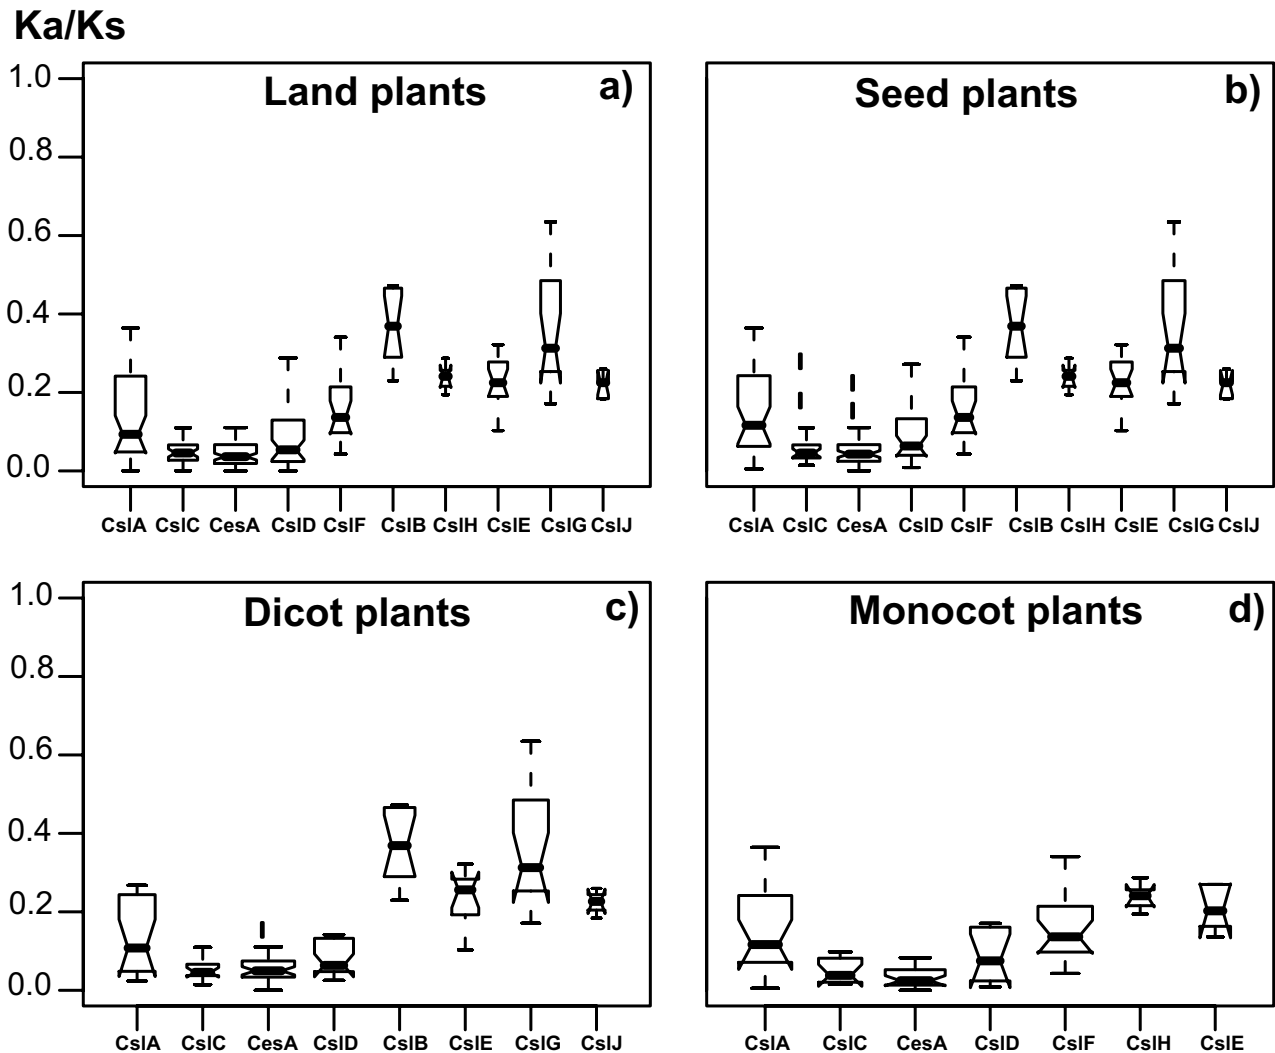 Ka/Ks
Land plants a)
1.0
0.8
0.6
0.4
0.2
0.0
CslA CslC CesA CslD CslF CslB CslH CslE CslG CslJ
Seed plants b)
CslA CslC CesA CslD CslF CslB CslH CslE CslG CslJ
Dicot plants c)
1.0
0.8
0.6
0.4
0.2
0.0
CslA CslC CesA CslD CslB CslE CslG CslJ
Monocot plants d)
CslA CslC CesA CslD CslF CslH CslE